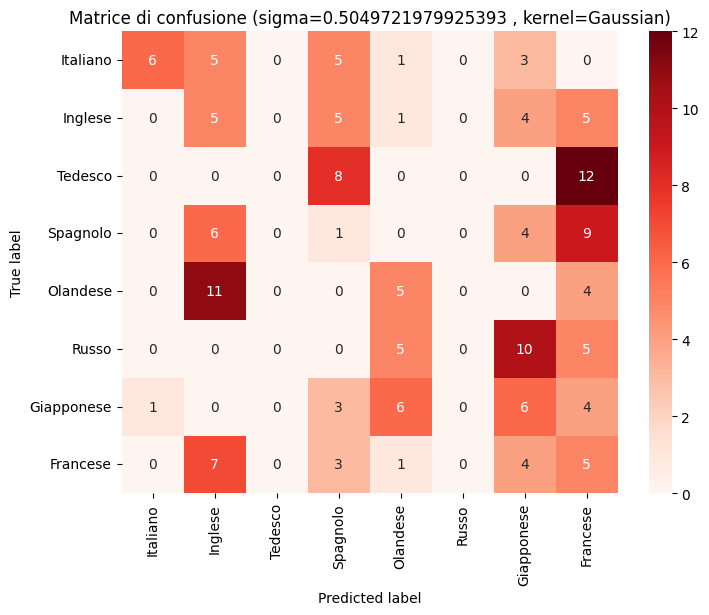 Matrice di confusione (sigma=0.5049721979925393 , kernel=Gaussian)
Italiano 6 5 0 5 1 0 3 0
Inglese 0 5 0 5 1 0 4 5
Tedesco 0 0 0 8 0 0 0 12
Spagnolo 0 6 0 1 0 0 4 9
Olandese 0 11 0 0 5 0 0 4
Russo 0 0 0 0 5 0 10 5
Giapponese 1 0 0 3 6 0 6 4
Francese 0 7 0 3 1 0 4 5
True label
Italiano Inglese Tedesco Spagnolo Olandese Russo Giapponese Francese
Predicted label
12
10
8
6
4
2
0